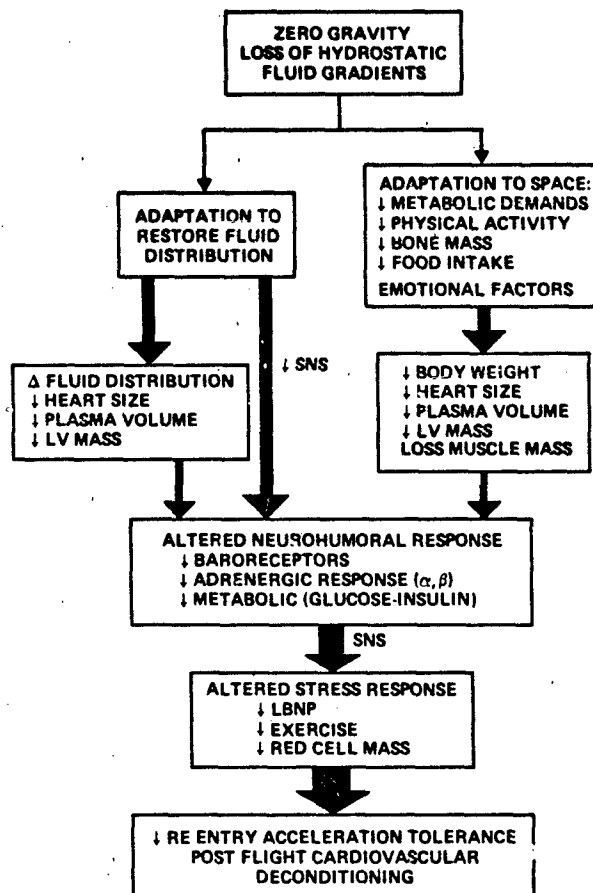 ZERO GRAVITY
LOSS OF HYDROSTATIC
FLUID GRADIENTS
ADAPTATION TO
RESTORE FLUID
DISTRIBUTION
ADAPTATION TO SPACE:
↓ METABOLIC DEMANDS
↓ PHYSICAL ACTIVITY
↓ BONE MASS
↓ FOOD INTAKE
EMOTIONAL FACTORS
↓ SNS
Δ FLUID DISTRIBUTION
↓ HEART SIZE
↓ PLASMA VOLUME
↓ LV MASS
↓ BODY WEIGHT
↓ HEART SIZE
↓ PLASMA VOLUME
↓ LV MASS
LOSS MUSCLE MASS
ALTERED NEUROHUMORAL RESPONSE
↓ BARORECEPTORS
↓ ADRENERGIC RESPONSE (α, β)
↓ METABOLIC (GLUCOSE-INSULIN)
SNS
ALTERED STRESS RESPONSE
↓ LBNP
↓ EXERCISE
↓ RED CELL MASS
↓ RE ENTRY ACCELERATION TOLERANCE
POST FLIGHT CARDIOVASCULAR
DECONDITIONING